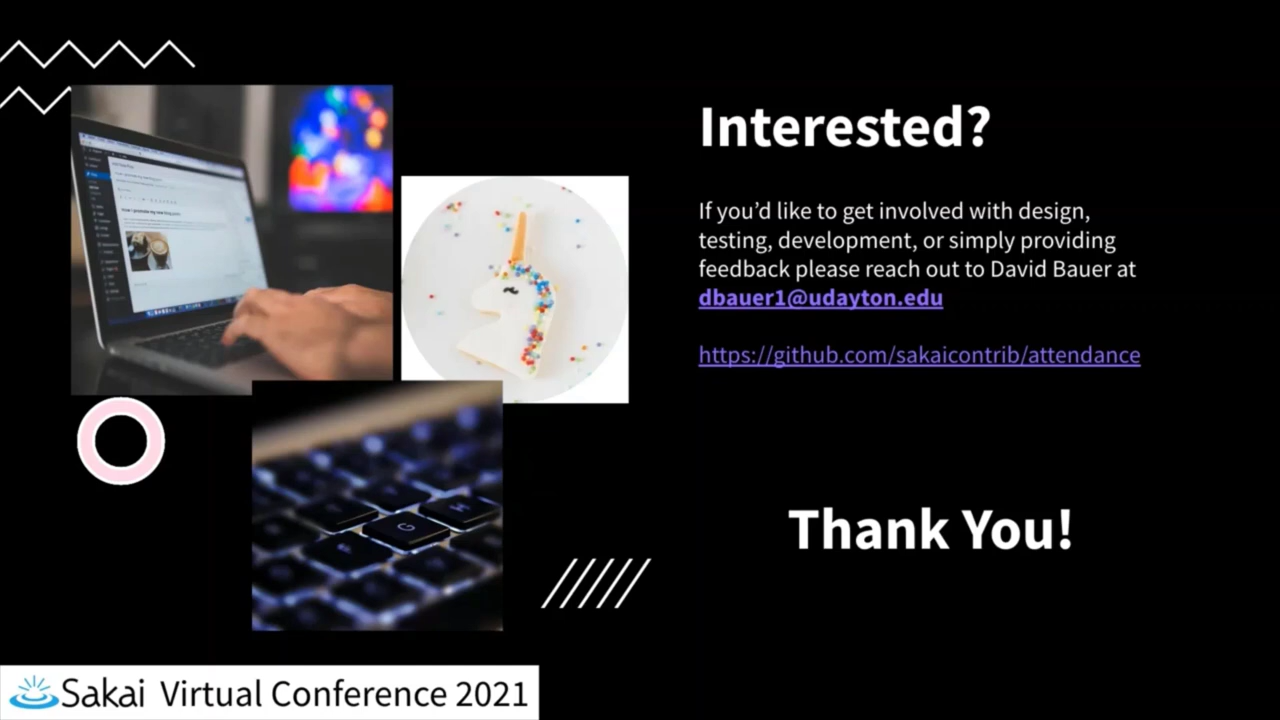 Interested?
If you’d like to get involved with design,
testing, development, or simply providing
feedback please reach out to David Bauer at
dbauer1@udayton.edu
https://github.com/sakaicontrib/attendance
G
H
Thank You!
Sakai Virtual Conference 2021